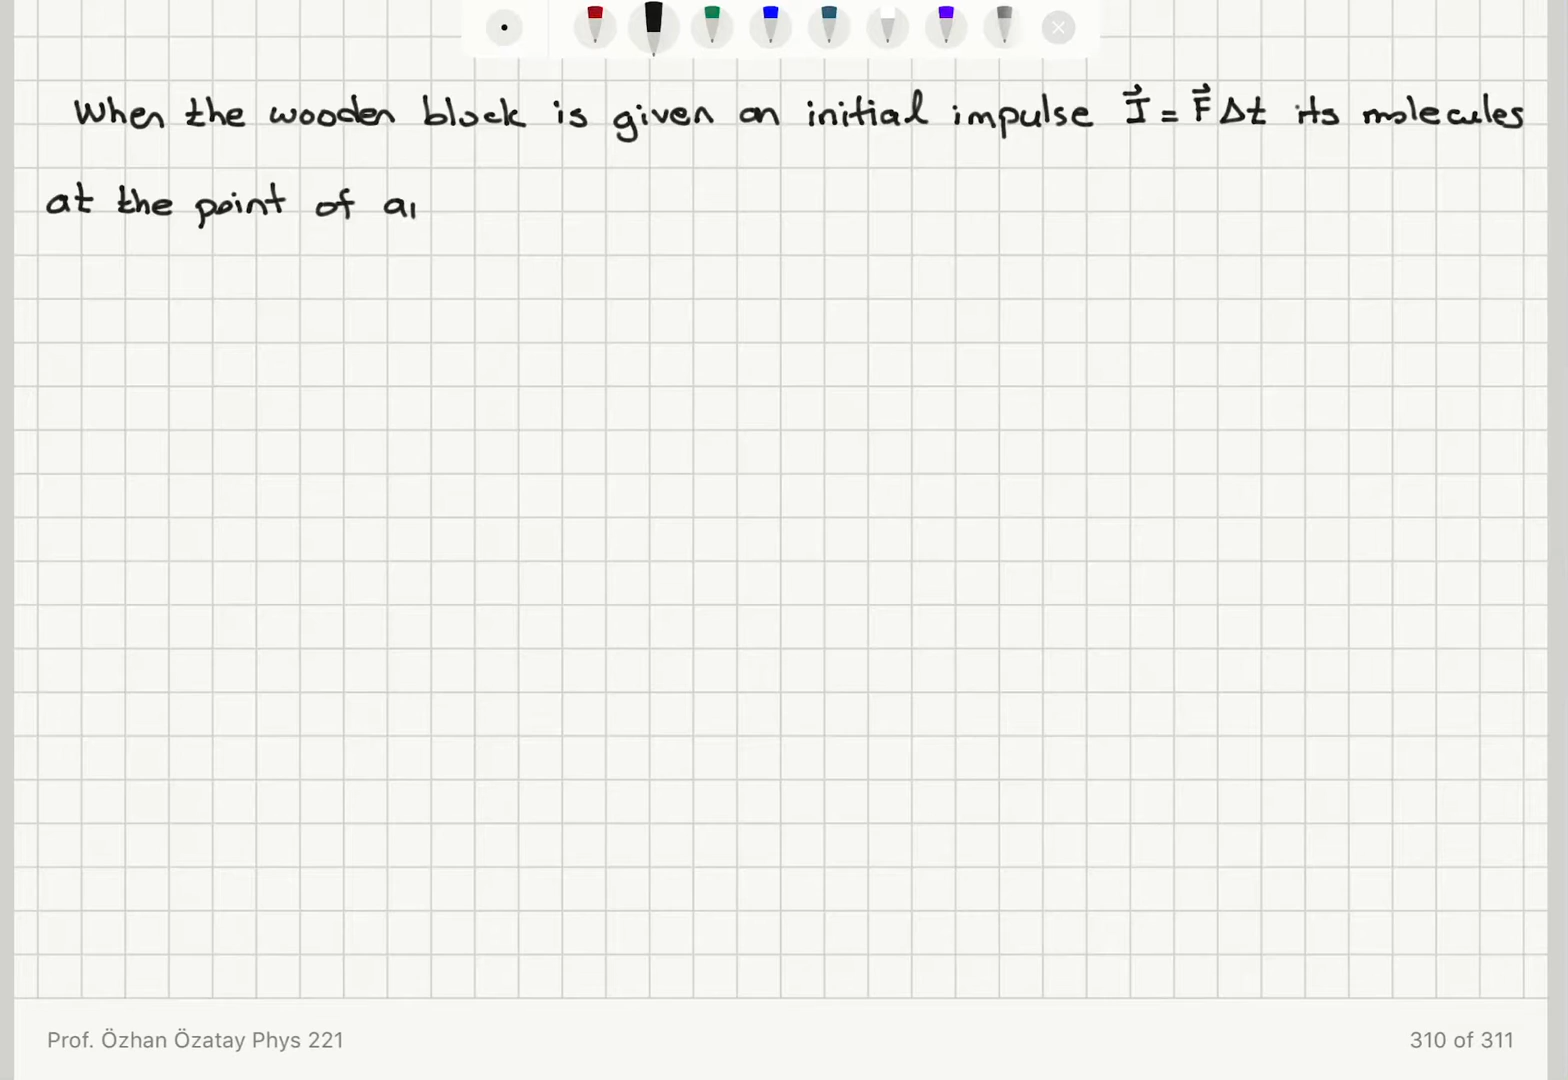 When the wooden block is given an initial impulse I⃗ = F⃗ Δt its molecules
at the point of a
Prof. Özhan Özatay Phys 221
310 of 311